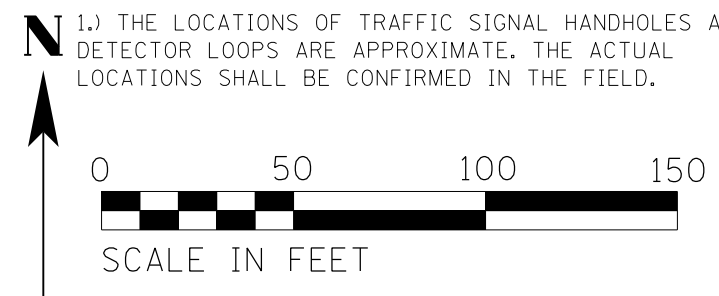 N
1.) THE LOCATIONS OF TRAFFIC SIGNAL HANDHOLES A
DETECTOR LOOPS ARE APPROXIMATE. THE ACTUAL
LOCATIONS SHALL BE CONFIRMED IN THE FIELD.
0 50 100 150
SCALE IN FEET